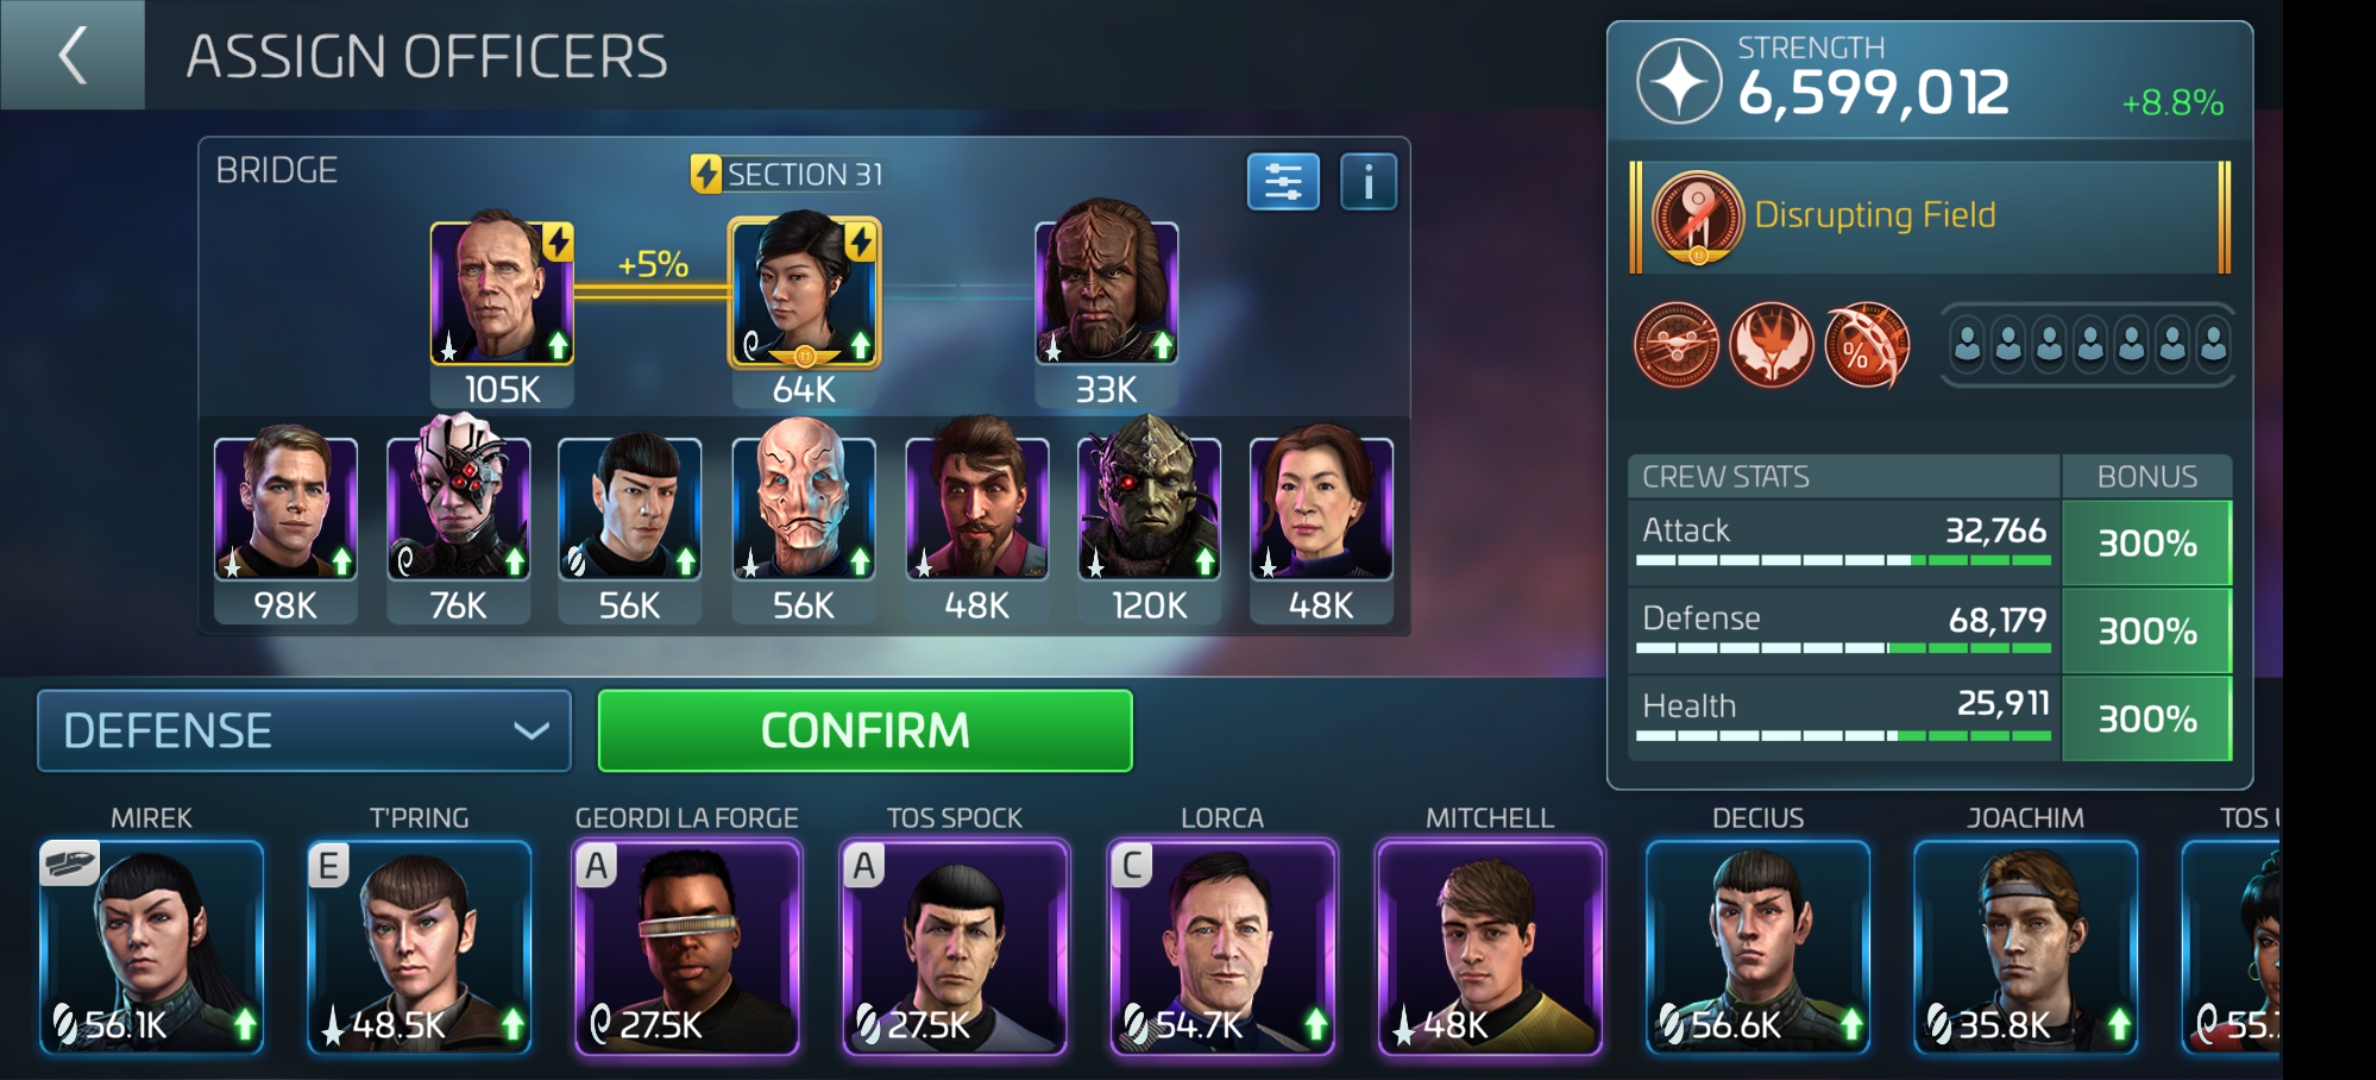 ASSIGN OFFICERS
STRENGTH
6,599,012
+8.8%
BRIDGE
SECTION 31
i
Disrupting Field
+5%
%
105K
64K
33K
98K
76K
56K
56K
48K
120K
48K
CREW STATS
BONUS
Attack
32,766
300%
Defense
68,179
300%
Health
25,911
300%
DEFENSE
CONFIRM
MIREK
T'PRING
GEORDI LA FORGE
TOS SPOCK
LORCA
MITCHELL
DECIUS
JOACHIM
TOS
E
A
A
C
56.1K
48.5K
27.5K
27.5K
54.7K
48K
56.6K
35.8K
55.